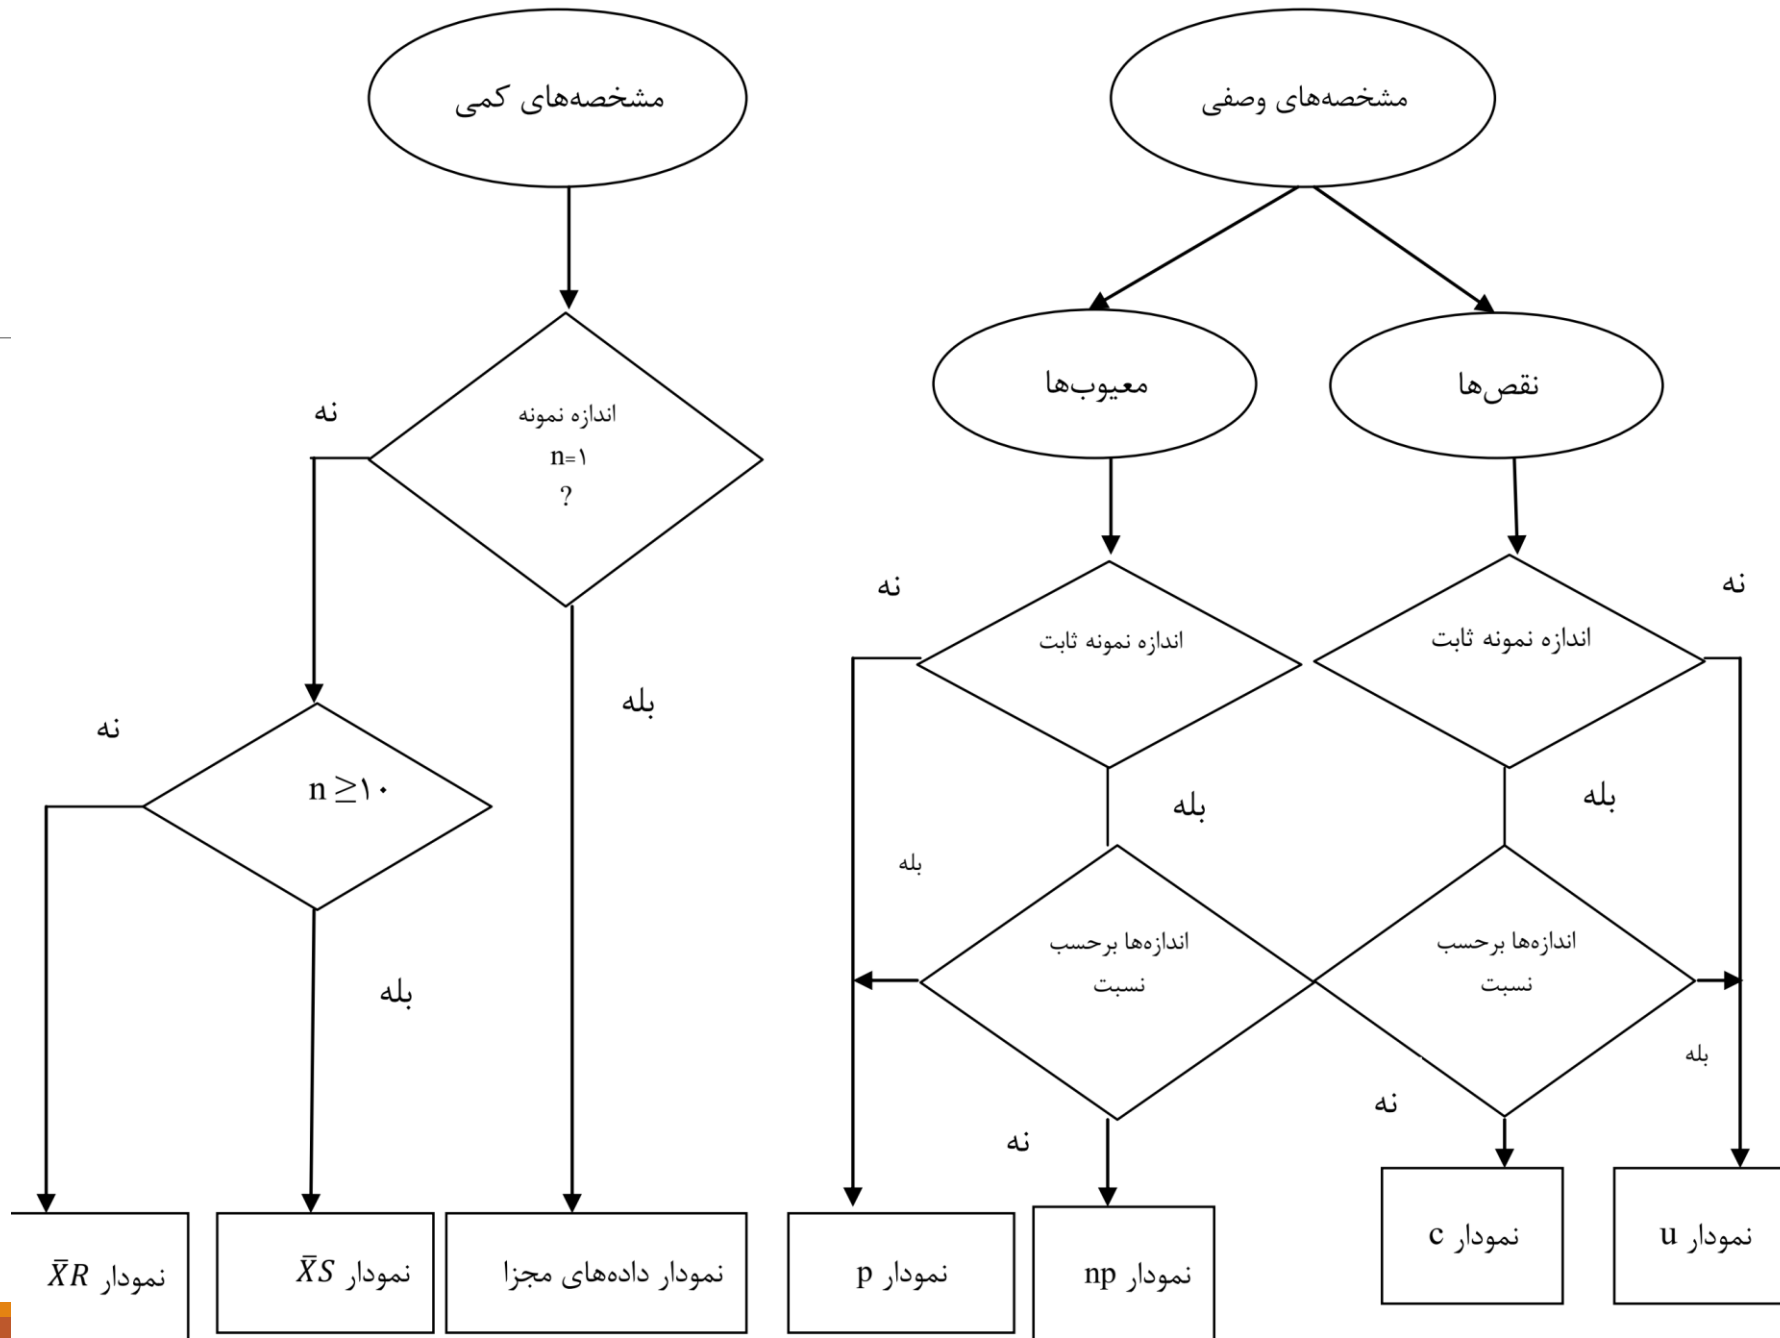 مشخصه‌های وصفی
مشخصه‌های کمی
نقص‌ها
معیوب‌ها
اندازه نمونه
n=۱
?
نه
نه
اندازه نمونه ثابت
نه
اندازه نمونه ثابت
بله
نه
n ≥۱۰
بله
بله
بله
اندازه‌ها برحسب
نسبت
اندازه‌ها برحسب
نسبت
بله
بله
نه
نه
نمودار u
نمودار c
نمودار np
نمودار p
نمودار داده‌های مجزا
نمودار X̄S
نمودار X̄R